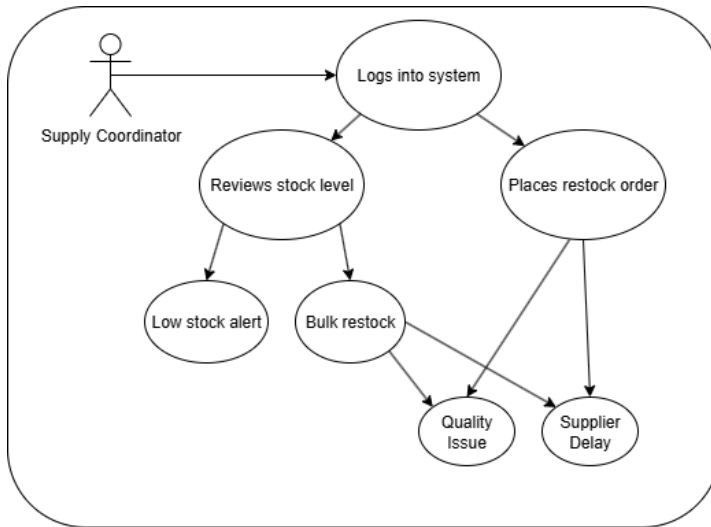 Logs into system
Supply Coordinator
Reviews stock level
Places restock order
Low stock alert
Bulk restock
Quality
Issue
Supplier
Delay